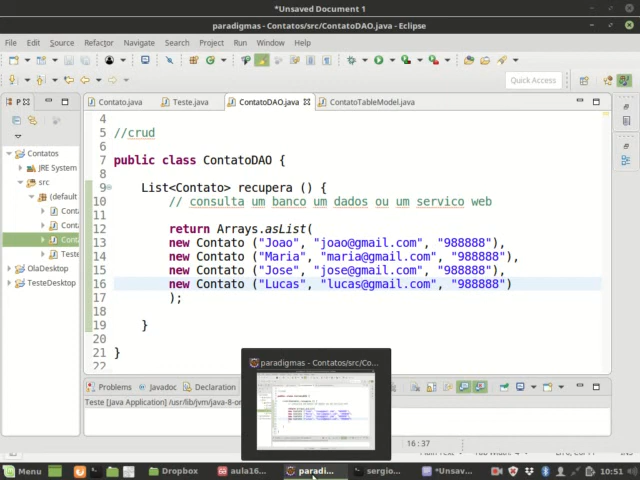 *Unsaved Document 1
paradigmas - Contatos/src/ContatoDAO.java - Eclipse
File Edit Source Refactor Navigate Search Project Run Window Help
Quick Access
P
Contato.java Teste.java ContatoDAO.java ContatoTableModel.java
Contatos
JRE System
src
(default
Conta
Conta
Conta
Teste
OlaDesktop
TesteDesktop
4
5 //crud
6
7 public class ContatoDAO {
8
9 List<Contato> recupera () {
10 // consulta um banco um dados ou um servico web
11
12 return Arrays.asList(
13 new Contato ("Joao", "joao@gmail.com", "988888"),
14 new Contato ("Maria", "maria@gmail.com", "988888"),
15 new Contato ("Jose", "jose@gmail.com", "988888"),
16 new Contato ("Lucas", "lucas@gmail.com", "988888")
17 );
18
19 }
20
21 }
22
paradigmas - Contatos/src/Co...
Problems Javadoc Declaration
Teste [Java Application] /usr/lib/jvm/java-8-o
16 : 37
Menu Dropbox aula16... paradi... sergio... *Unsav... 10:51